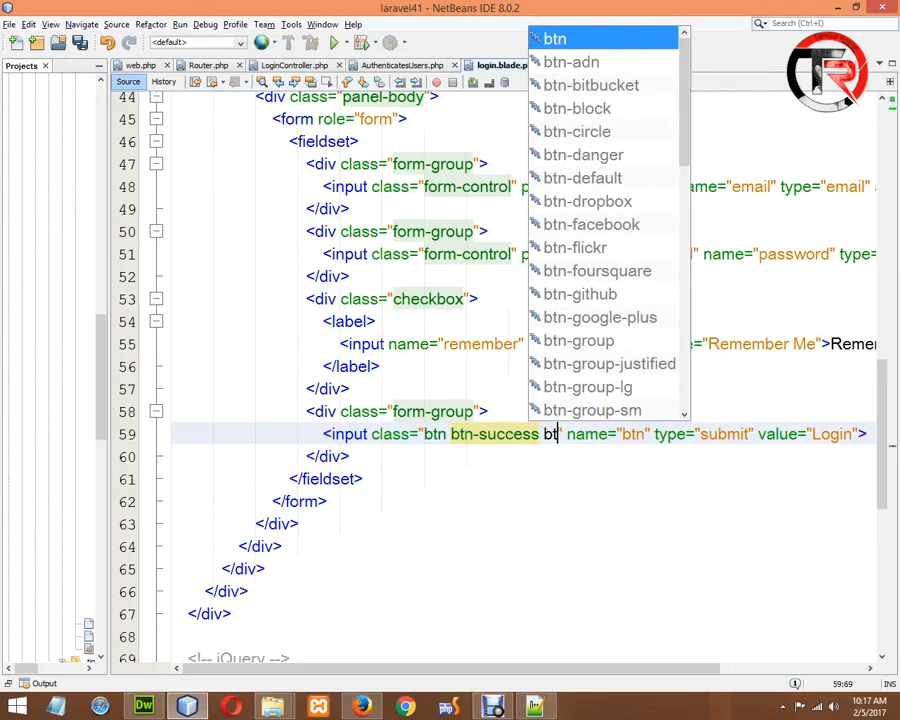 laravel41 - NetBeans IDE 8.0.2
File Edit View Navigate Source Refactor Run Debug Profile Team Tools Window Help
Search (Ctrl+I)
<default>
Projects
web.php Router.php LoginController.php AuthenticatesUsers.php login.blade.p
Source History
44 <div class="panel-body">
45 <form role="form">
46 <fieldset>
47 <div class="form-group">
48 <input class="form-control" p ame="email" type="email"
49 </div>
50 <div class="form-group">
51 <input class="form-control" p name="password" type=
52 </div>
53 <div class="checkbox">
54 <label>
55 <input name="remember" "Remember Me">Remem
56 </label>
57 </div>
58 <div class="form-group">
59 <input class="btn btn-success bt" name="btn" type="submit" value="Login">
60 </div>
61 </fieldset>
62 </form>
63 </div>
64 </div>
65 </div>
66 </div>
67 </div>
68
69 <!-- jQuery -->
btn
btn-adn
btn-bitbucket
btn-block
btn-circle
btn-danger
btn-default
btn-dropbox
btn-facebook
btn-flickr
btn-foursquare
btn-github
btn-google-plus
btn-group
btn-group-justified
btn-group-lg
btn-group-sm
TR
Output
59:69 INS
Dw
php
10:17 AM
2/5/2017